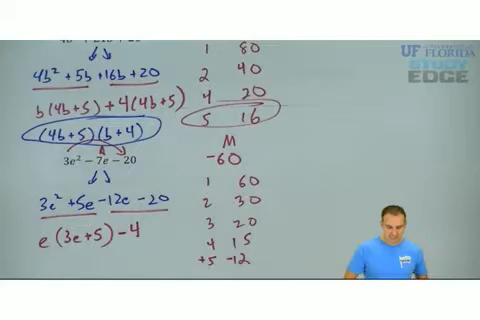 4b² + 5b + 16b + 20
b(4b+5) + 4(4b+5)
(4b+5)(b+4)
3e² − 7e − 20
3e² + 5e − 12e − 20
e(3e+5) − 4
1 80
2 40
4 20
5 16
M
-60
1 60
2 30
3 20
4 15
+5 -12
UF FLORIDA
STUDY
EDGE